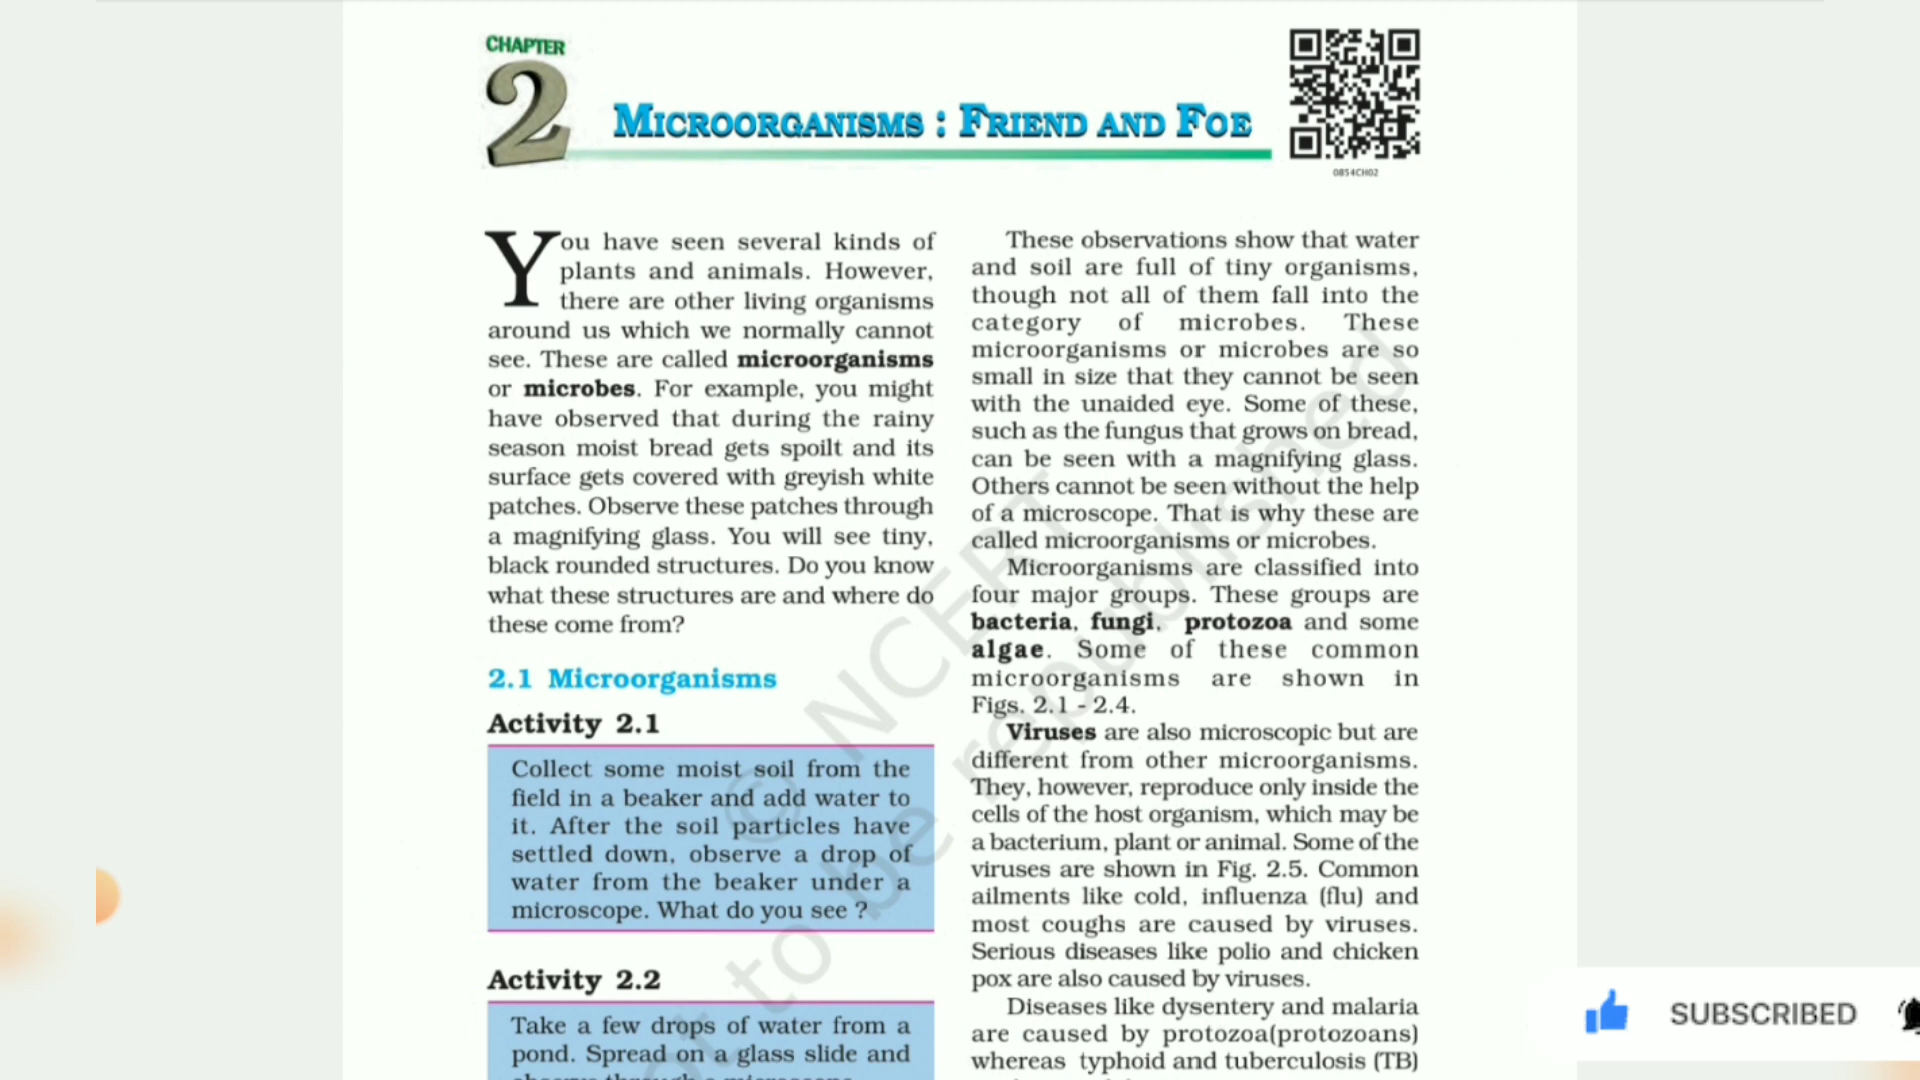 CHAPTER
2
MICROORGANISMS : FRIEND AND FOE
0854CH02
You have seen several kinds of
plants and animals. However,
there are other living organisms
around us which we normally cannot
see. These are called microorganisms
or microbes. For example, you might
have observed that during the rainy
season moist bread gets spoilt and its
surface gets covered with greyish white
patches. Observe these patches through
a magnifying glass. You will see tiny,
black rounded structures. Do you know
what these structures are and where do
these come from?
2.1 Microorganisms
Activity 2.1
Collect some moist soil from the
field in a beaker and add water to
it. After the soil particles have
settled down, observe a drop of
water from the beaker under a
microscope. What do you see ?
Activity 2.2
Take a few drops of water from a
pond. Spread on a glass slide and
These observations show that water
and soil are full of tiny organisms,
though not all of them fall into the
category of microbes. These
microorganisms or microbes are so
small in size that they cannot be seen
with the unaided eye. Some of these,
such as the fungus that grows on bread,
can be seen with a magnifying glass.
Others cannot be seen without the help
of a microscope. That is why these are
called microorganisms or microbes.
Microorganisms are classified into
four major groups. These groups are
bacteria, fungi, protozoa and some
algae. Some of these common
microorganisms are shown in
Figs. 2.1 - 2.4.
Viruses are also microscopic but are
different from other microorganisms.
They, however, reproduce only inside the
cells of the host organism, which may be
a bacterium, plant or animal. Some of the
viruses are shown in Fig. 2.5. Common
ailments like cold, influenza (flu) and
most coughs are caused by viruses.
Serious diseases like polio and chicken
pox are also caused by viruses.
Diseases like dysentery and malaria
are caused by protozoa(protozoans)
whereas typhoid and tuberculosis (TB)
© NCERT
to be republished
SUBSCRIBED